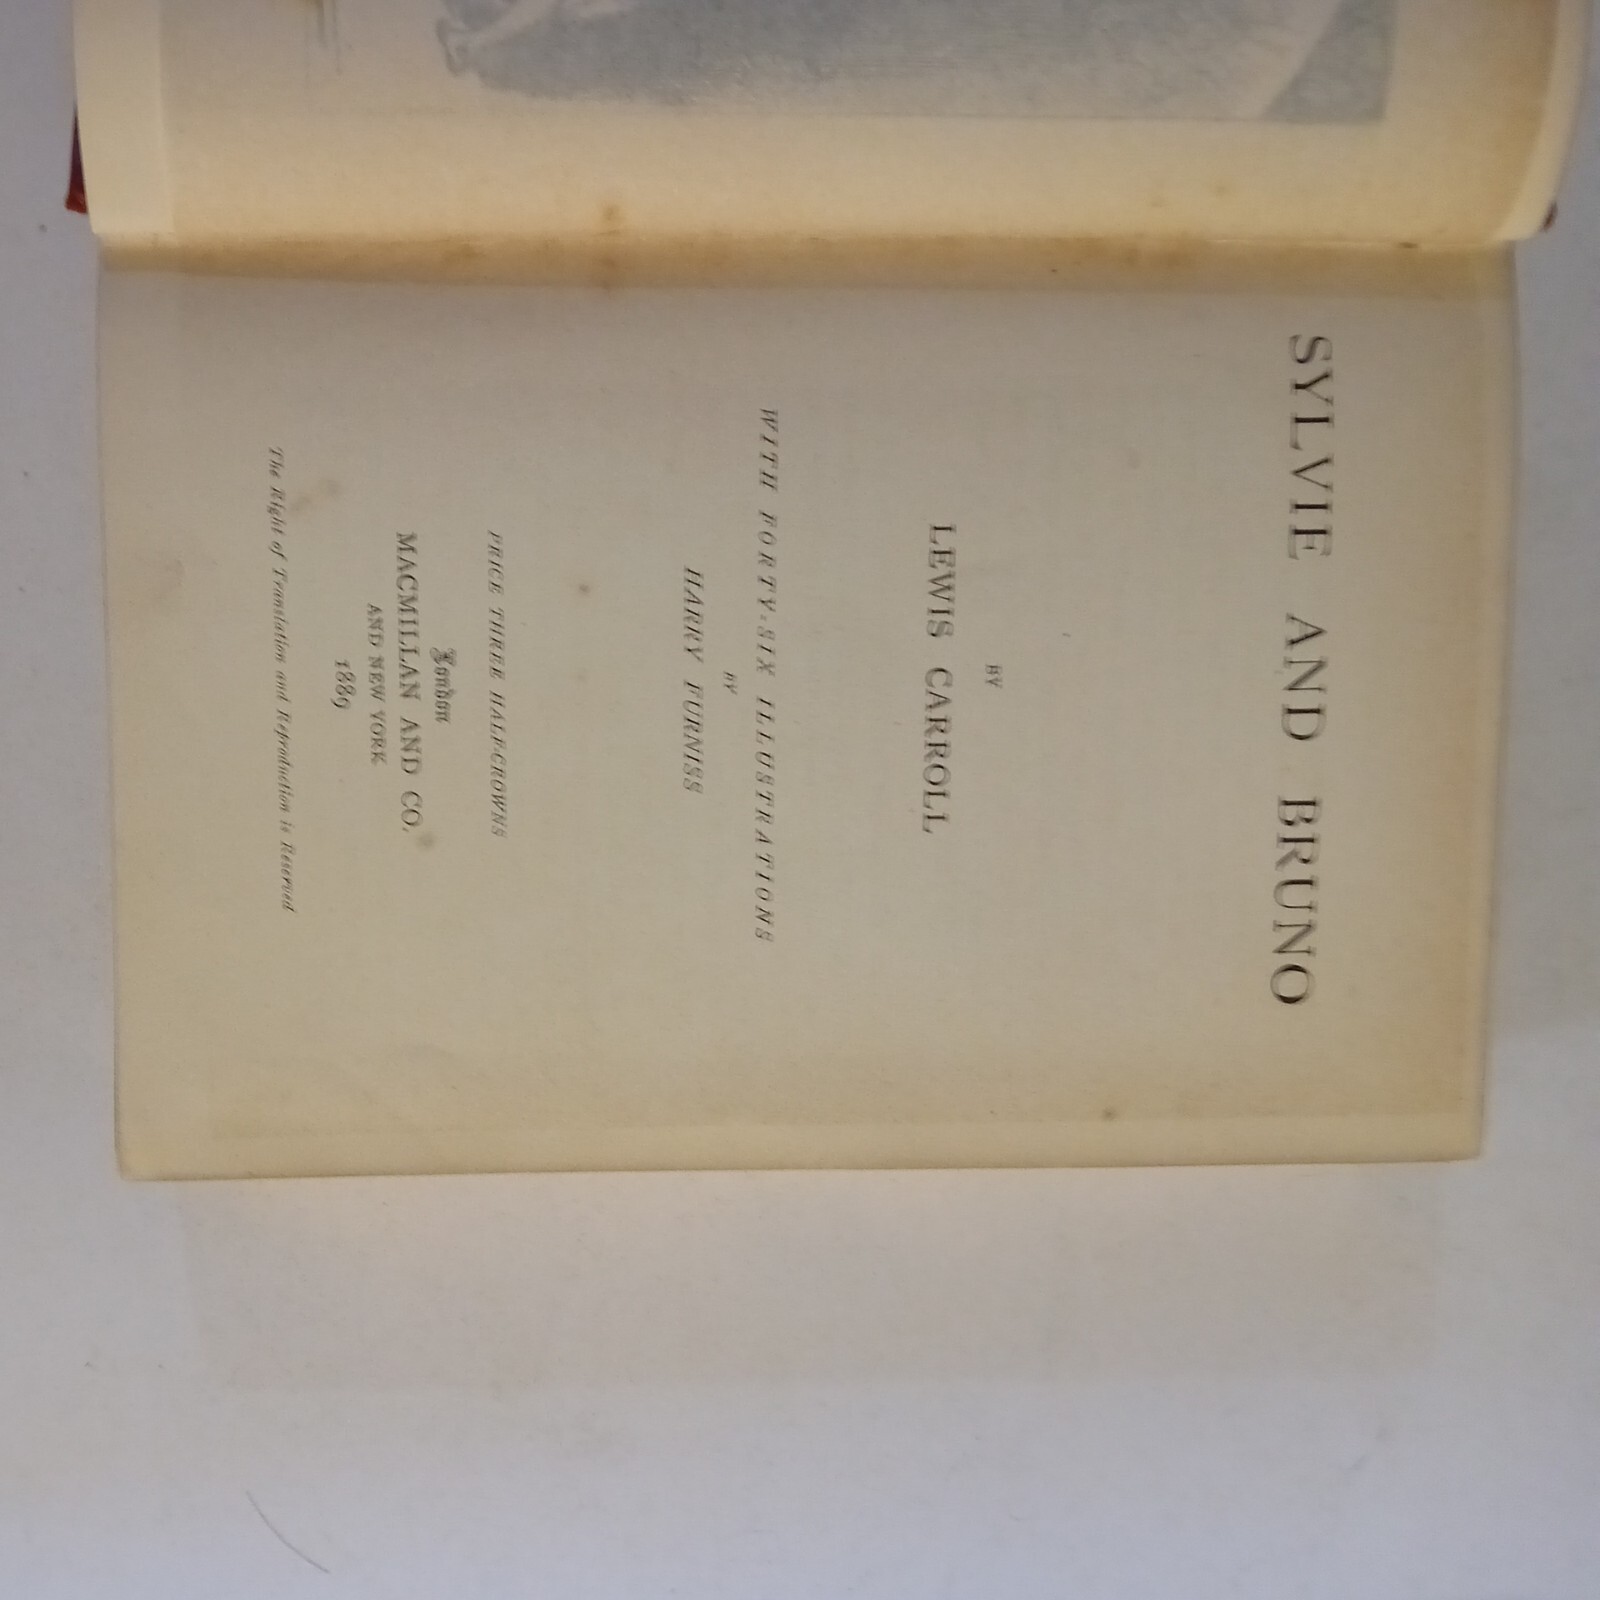 SYLVIE AND BRUNO
BY
LEWIS CARROLL
WITH FORTY-SIX ILLUSTRATIONS
BY
HARRY FURNISS
PRICE THREE HALF-CROWNS
London
MACMILLAN AND CO.
AND NEW YORK
1889
The Right of Translation and Reproduction is Reserved